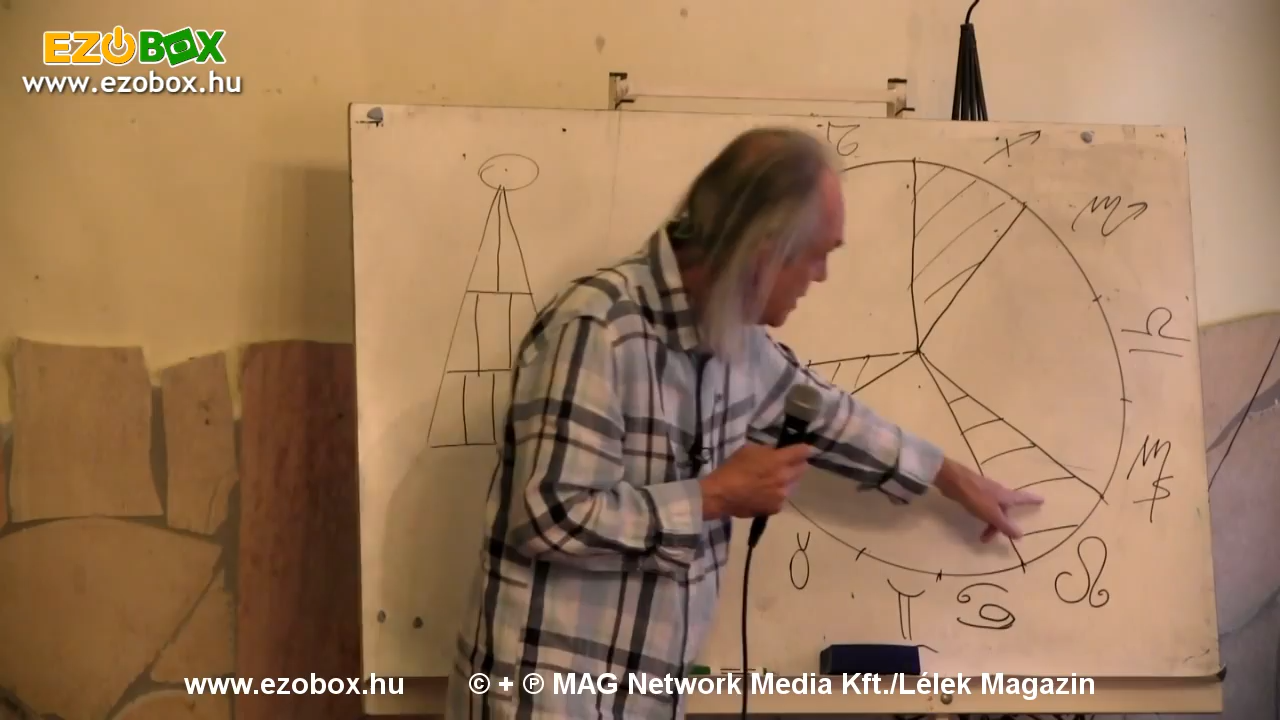 EZOBOX
www.ezobox.hu
♐
♏
♎
♍
♌
♉
♊
♋
www.ezobox.hu © + ℗ MAG Network Media Kft./Lélek Magazin